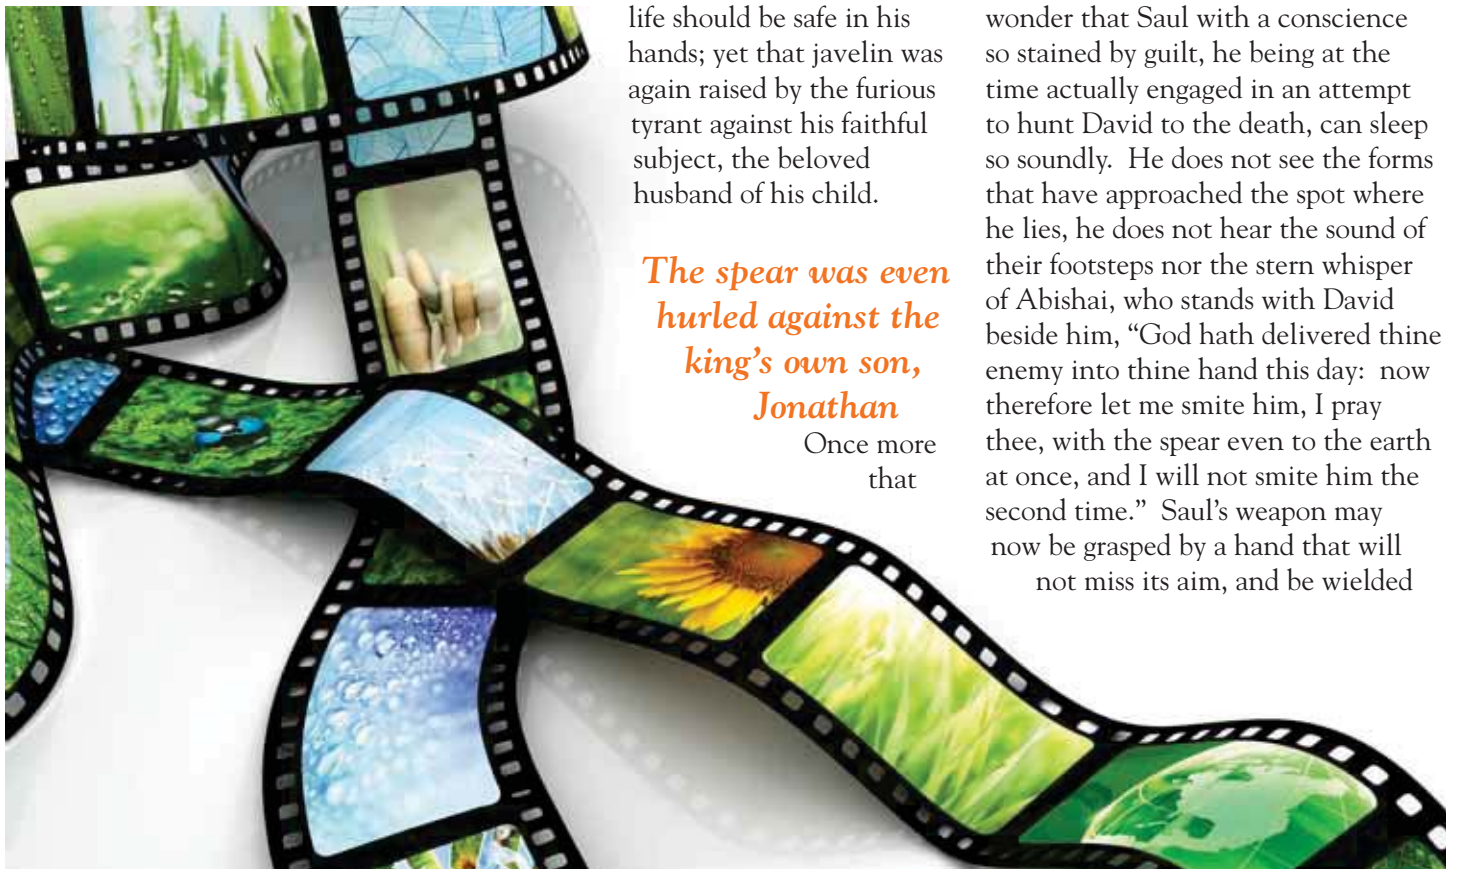 life should be safe in his
hands; yet that javelin was
again raised by the furious
tyrant against his faithful
subject, the beloved
husband of his child.
The spear was even
hurled against the
king's own son,
Jonathan
Once more
that
wonder that Saul with a conscience
so stained by guilt, he being at the
time actually engaged in an attempt
to hunt David to the death, can sleep
so soundly.  He does not see the forms
that have approached the spot where
he lies, he does not hear the sound of
their footsteps nor the stern whisper
of Abishai, who stands with David
beside him, “God hath delivered thine
enemy into thine hand this day:  now
therefore let me smite him, I pray
thee, with the spear even to the earth
at once, and I will not smite him the
second time.”  Saul’s weapon may
now be grasped by a hand that will
not miss its aim, and be wielded